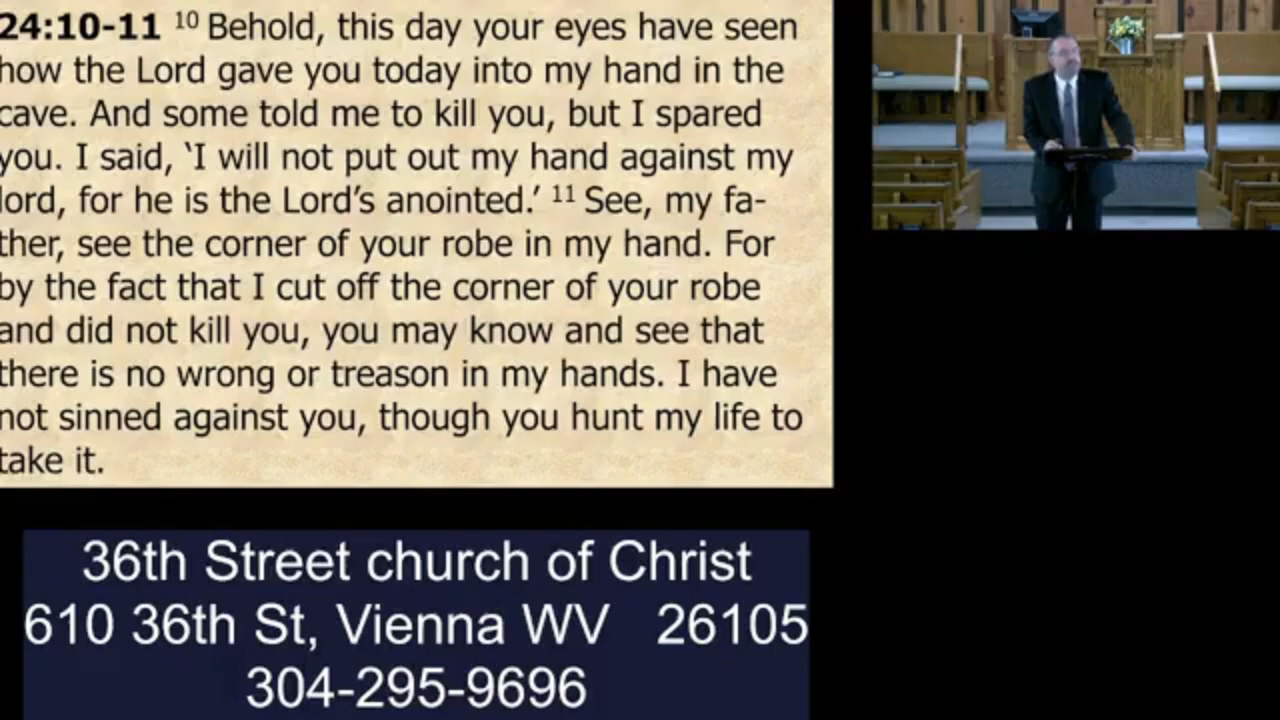 24:10-11 10 Behold, this day your eyes have seen
how the Lord gave you today into my hand in the
cave. And some told me to kill you, but I spared
you. I said, ‘I will not put out my hand against my
lord, for he is the Lord’s anointed.’ 11 See, my fa-
ther, see the corner of your robe in my hand. For
by the fact that I cut off the corner of your robe
and did not kill you, you may know and see that
there is no wrong or treason in my hands. I have
not sinned against you, though you hunt my life to
take it.
36th Street church of Christ
610 36th St, Vienna WV 26105
304-295-9696